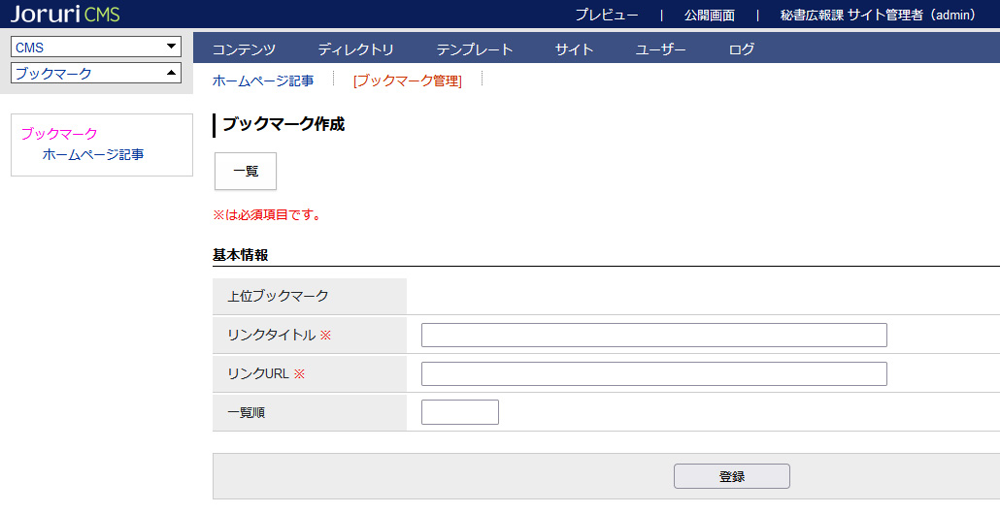 Joruri CMS
プレビュー | 公開画面 | 秘書広報課 サイト管理者（admin）
CMS
コンテンツ ディレクトリ テンプレート サイト ユーザー ログ
ブックマーク
ホームページ記事 [ブックマーク管理]
ブックマーク
ホームページ記事
ブックマーク作成
一覧
※は必須項目です。
基本情報
上位ブックマーク
リンクタイトル ※
リンクURL ※
一覧順
登録